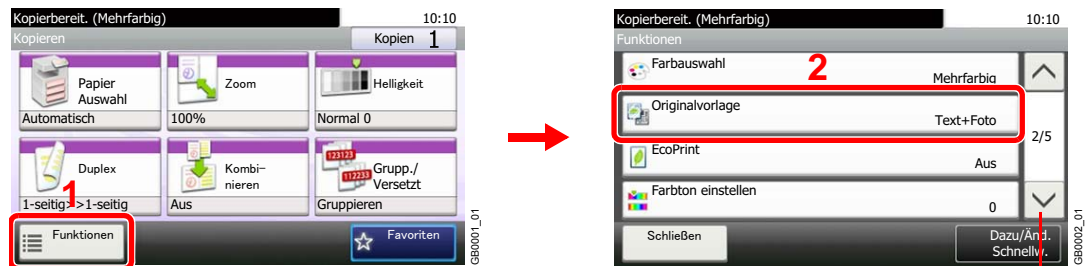 Kopierbereit. (Mehrfarbig)
10:10
Kopieren
Kopien 1
Papier
Auswahl
Automatisch
Zoom
100%
Helligkeit
Normal 0
Duplex
1-seitig>>1-seitig
Kombi-
nieren
Aus
123123
112233
Grupp./
Versetzt
Gruppieren
1
Funktionen
Favoriten
GB0001_01
Kopierbereit. (Mehrfarbig)
10:10
Funktionen
2
Farbauswahl
Mehrfarbig
Originalvorlage
Text+Foto
2/5
EcoPrint
Aus
Farbton einstellen
0
Schließen
Dazu/Änd.
Schnellw.
GB0002_01